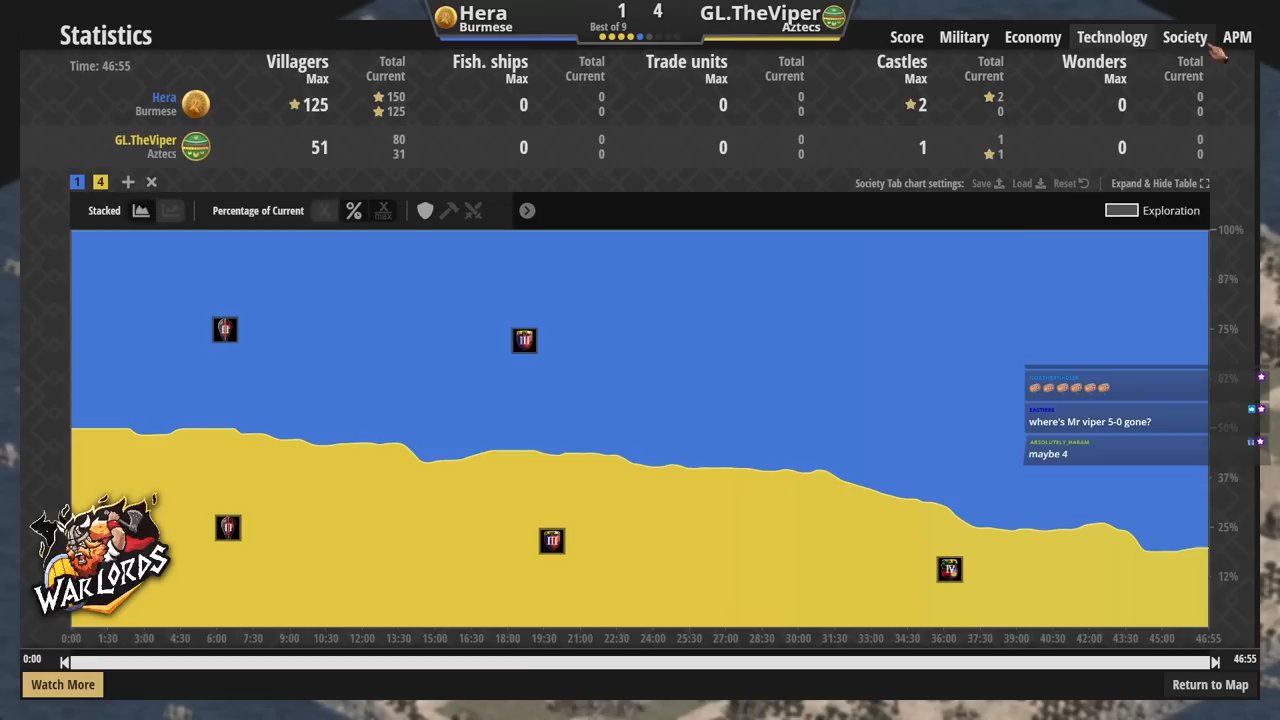 Hera
Burmese
1 4
Best of 9
GL.TheViper
Aztecs
Statistics
Score Military Economy Technology Society APM
Time: 46:55
Villagers Total Fish. ships Total Trade units Total Castles Total Wonders Total
Max Current Max Current Max Current Max Current Max Current
Hera
Burmese
125 150 125 0 0 0 0 0 0 2 2 0 0 0 0
GL.TheViper
Aztecs
51 80 31 0 0 0 0 0 0 1 1 1 0 0 0
1 4
Society Tab chart settings: Save Load Reset Expand & Hide Table
Stacked Percentage of Current X % X max Exploration
100%
87%
75%
62%
50%
37%
25%
12%
II
III
II
III
IV
where's Mr viper 5-0 gone?
ABSOLUTELY_HARAM
maybe 4
WARLORDS
0:00 1:30 3:00 4:30 6:00 7:30 9:00 10:30 12:00 13:30 15:00 16:30 18:00 19:30 21:00 22:30 24:00 25:30 27:00 28:30 30:00 31:30 33:00 34:30 36:00 37:30 39:00 40:30 42:00 43:30 45:00 46:55
0:00 46:55
Watch More Return to Map